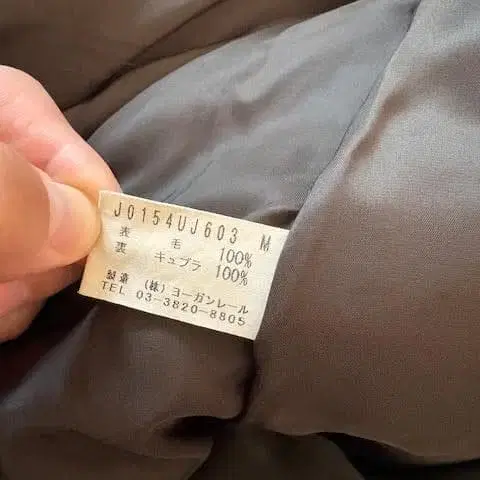 J0154UJ603 M
表 毛 100%
裏 キュプラ 100%
製造 (株) ヨーガンレール
TEL 03-3820-8805